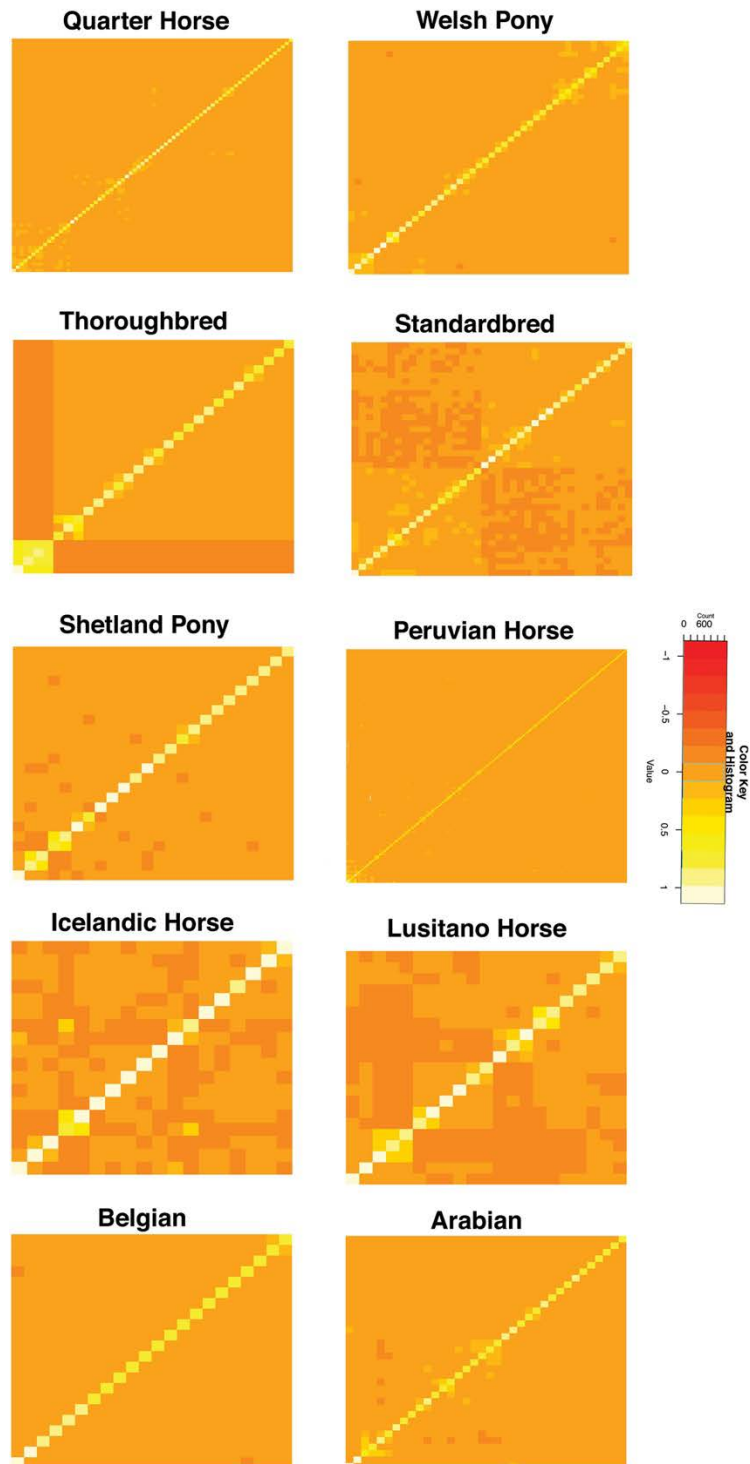 Quarter Horse
Welsh Pony
Thoroughbred
Standardbred
Shetland Pony
Peruvian Horse
Count
0 600
-1
-0.5
0
0.5
1
Value
Color Key
and Histogram
Icelandic Horse
Lusitano Horse
Belgian
Arabian